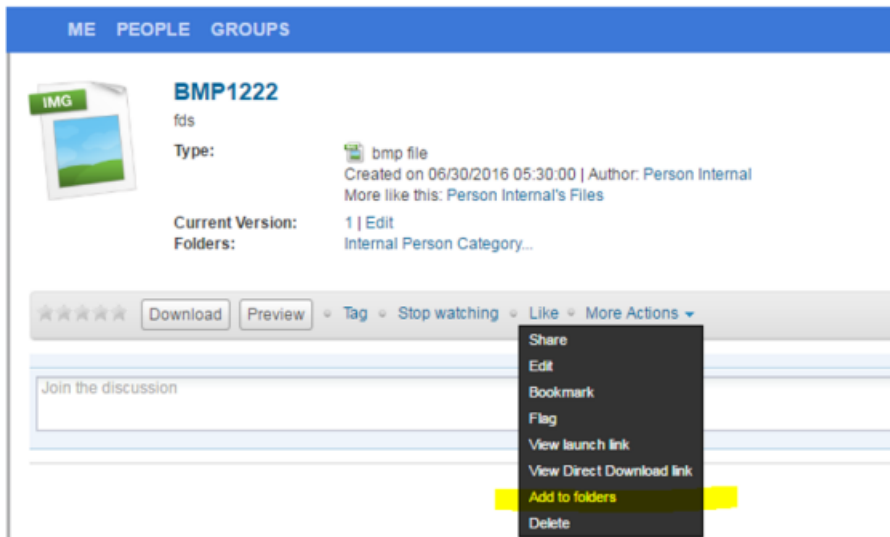 ME PEOPLE GROUPS
IMG
BMP1222
fds
Type: bmp file
Created on 06/30/2016 05:30:00 | Author: Person Internal
More like this: Person Internal's Files
Current Version: 1 | Edit
Folders: Internal Person Category...
Download Preview Tag Stop watching Like More Actions
Share
Edit
Join the discussion
Bookmark
Flag
View launch link
View Direct Download link
Add to folders
Delete